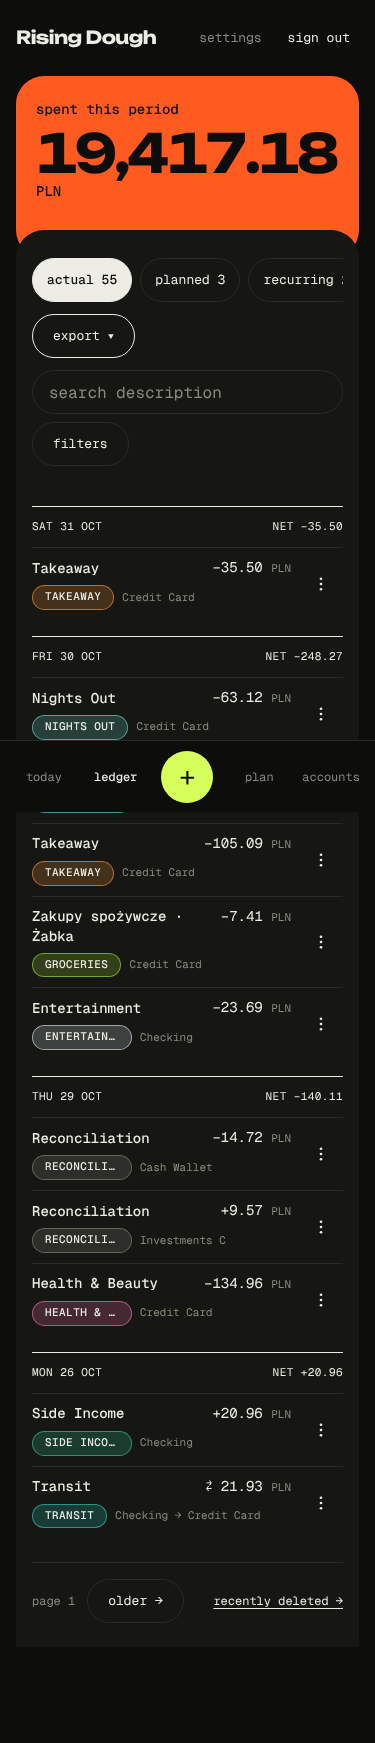 Rising Dough settings sign out
spent this period
19,417.18
PLN
actual 55 planned 3 recurring
export ▾
search description
filters
SAT 31 OCT NET −35.50
Takeaway −35.50 PLN
TAKEAWAY Credit Card
FRI 30 OCT NET −248.27
Nights Out −63.12 PLN
NIGHTS OUT Credit Card
today ledger + plan accounts
Takeaway −105.09 PLN
TAKEAWAY Credit Card
Zakupy spożywcze · −7.41 PLN
Żabka
GROCERIES Credit Card
Entertainment −23.69 PLN
ENTERTAIN… Checking
THU 29 OCT NET −140.11
Reconciliation −14.72 PLN
RECONCILI… Cash Wallet
Reconciliation +9.57 PLN
RECONCILI… Investments C
Health & Beauty −134.96 PLN
HEALTH & … Credit Card
MON 26 OCT NET +20.96
Side Income +20.96 PLN
SIDE INCO… Checking
Transit ⇄ 21.93 PLN
TRANSIT Checking → Credit Card
page 1 older → recently deleted →